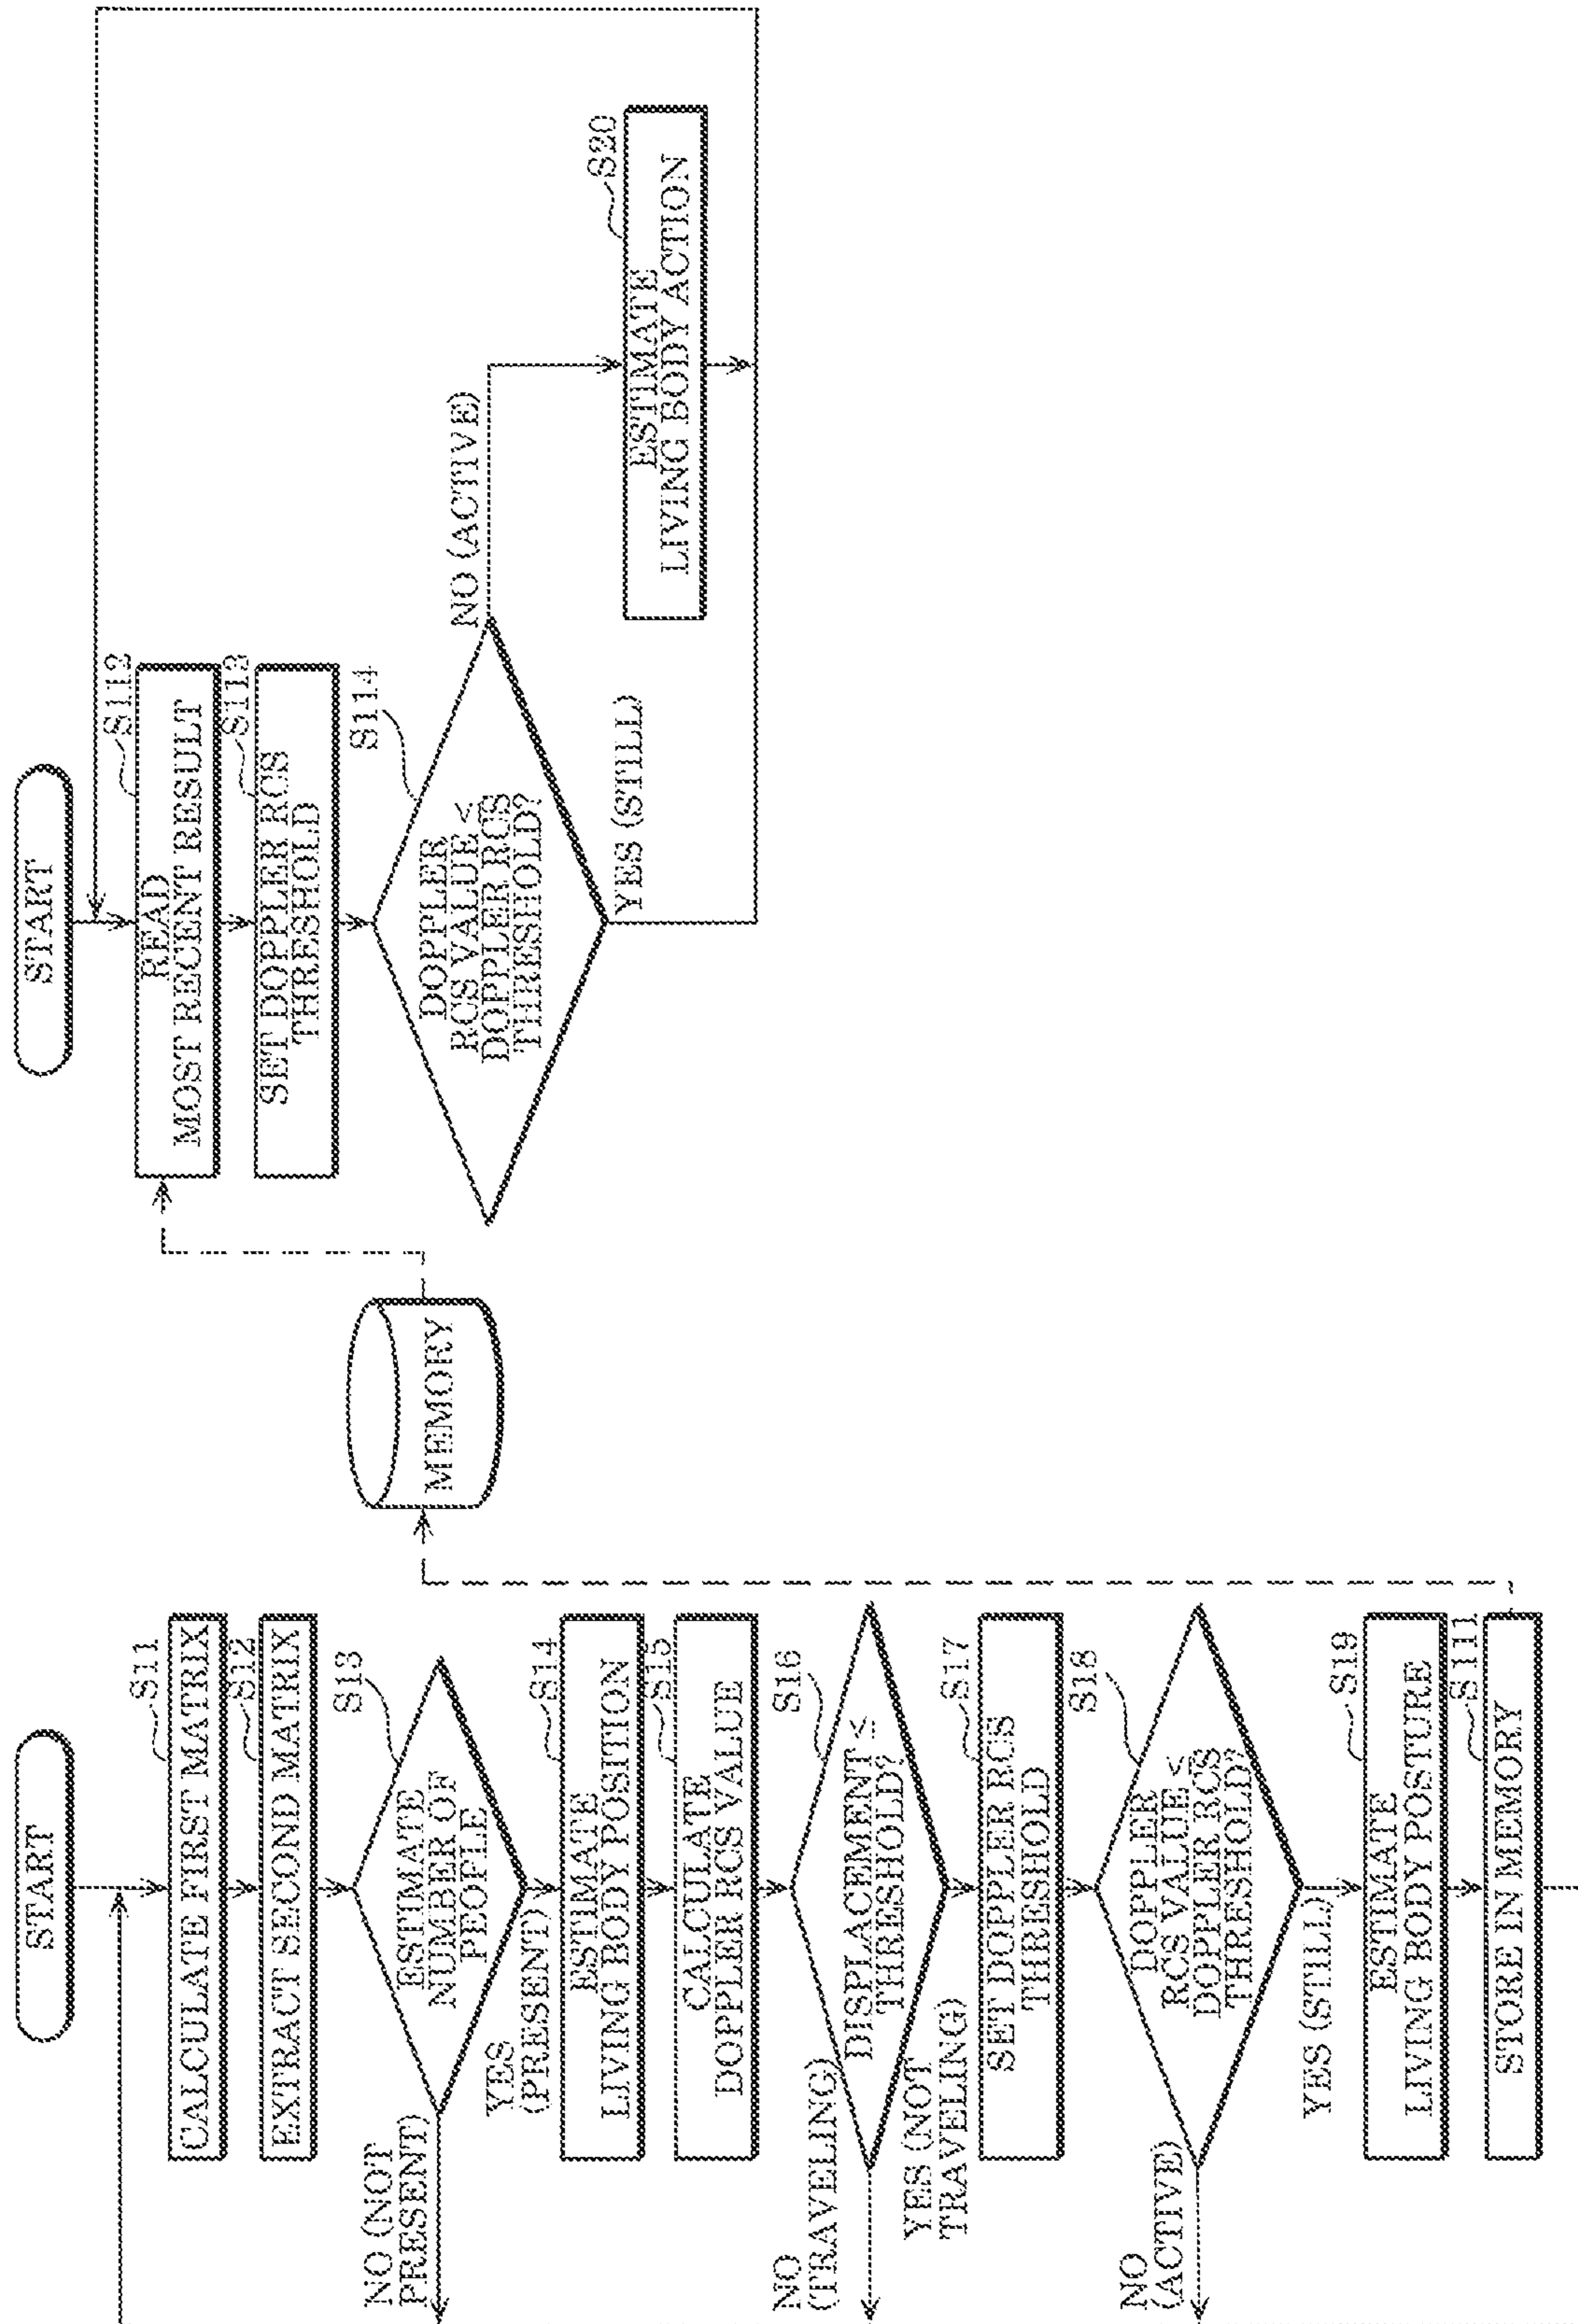 START
S11
CALCULATE FIRST MATRIX
S12
EXTRACT SECOND MATRIX
S13
ESTIMATE
NUMBER OF
PEOPLE
NO (NOT
PRESENT)
YES
(PRESENT)
S14
ESTIMATE
LIVING BODY POSITION
S15
CALCULATE
DOPPLER RCS VALUE
S16
DISPLACEMENT ≤
THRESHOLD?
NO
(TRAVELING)
YES (NOT
TRAVELING)
S17
SET DOPPLER RCS
THRESHOLD
S18
DOPPLER
RCS VALUE ≤
DOPPLER RCS
THRESHOLD?
NO
(ACTIVE)
YES (STILL)
S19
ESTIMATE
LIVING BODY POSTURE
S111
STORE IN MEMORY
MEMORY
START
S112
READ
MOST RECENT RESULT
S113
SET DOPPLER RCS
THRESHOLD
S114
DOPPLER
RCS VALUE ≤
DOPPLER RCS
THRESHOLD?
NO (ACTIVE)
YES (STILL)
S20
ESTIMATE
LIVING BODY ACTION